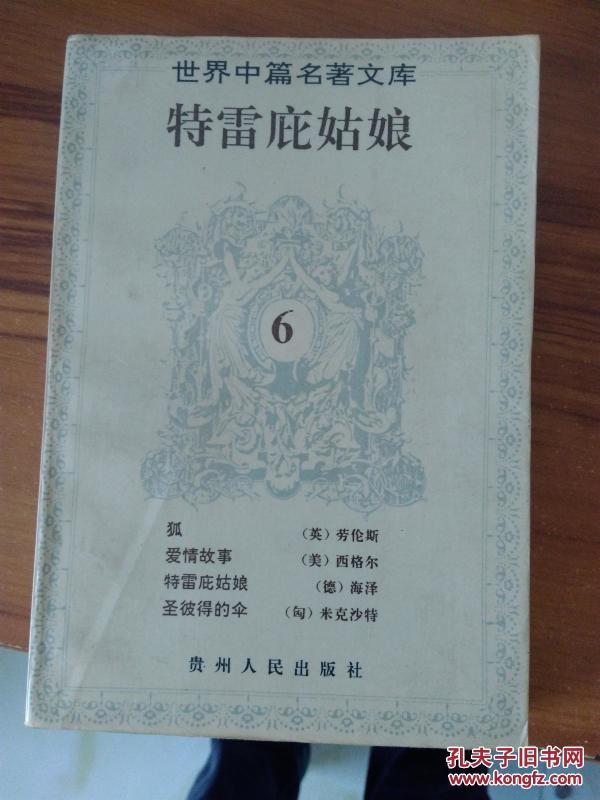 世界中篇名著文库
特雷庇姑娘
6
狐 （英）劳伦斯
爱情故事 （美）西格尔
特雷庇姑娘 （德）海泽
圣彼得的伞 （匈）米克沙特
贵州人民出版社
孔夫子旧书网
www.kongfz.com